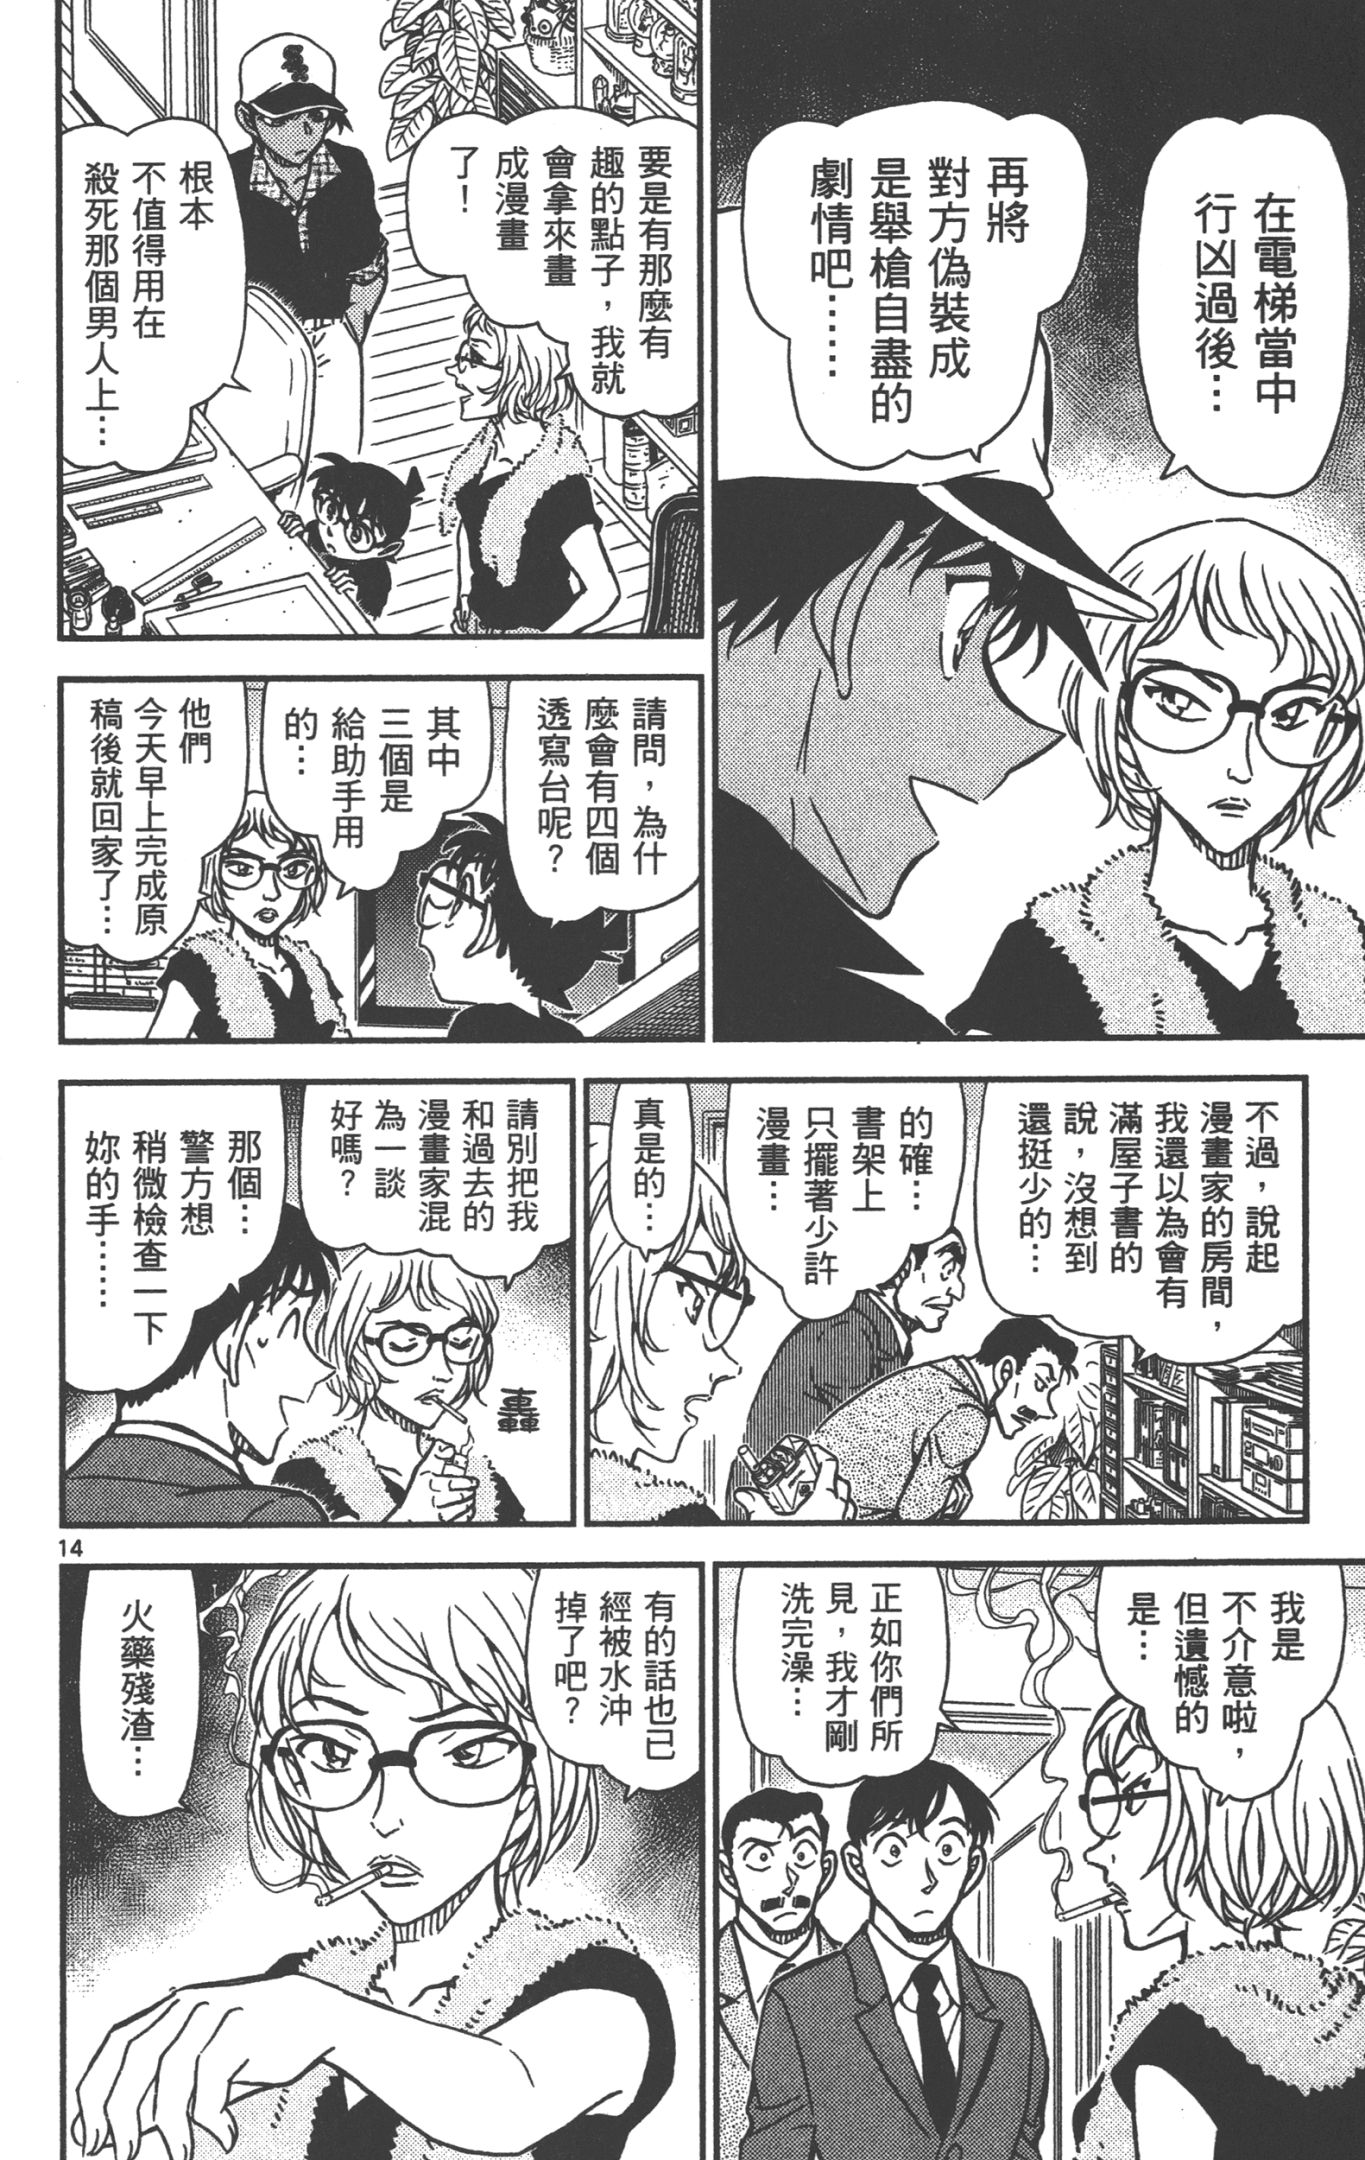 在電梯當中
行凶過後…
再將
對方偽裝成
是舉槍自盡的
劇情吧……
要是有那麼有
趣的點子，我就
會拿來畫
成漫畫
了！
根本
不值得用在
殺死那個男人上…
請問，為什
麼會有四個
透寫台呢？
其中
三個是
給助手用
的…
他們
今天早上完成原
稿後就回家了…
不過，說起
漫畫家的房間，
我還以為會有
滿屋子書的
說，沒想到
還挺少的…
的確…
書架上
只擺著少許
漫畫…
真是的…
請別把我
和過去的
漫畫家混
為一談
好嗎？
轟
那個…
警方想
稍微檢查一下
妳的手……
14
我是
不介意啦，
但遺憾的
是…
正如你們所
見，我才剛
洗完澡…
有的話也已
經被水沖
掉了吧？
火藥殘渣…